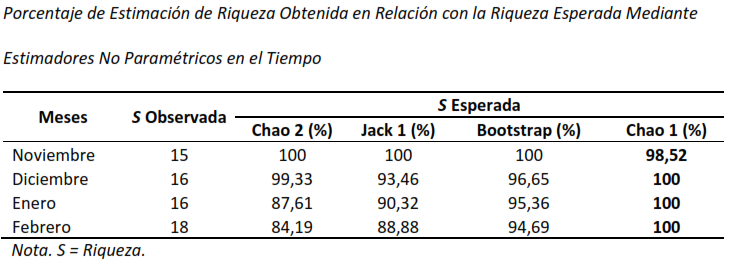 Porcentaje de Estimación de Riqueza Obtenida en Relación con la Riqueza Esperada Mediante
Estimadores No Paramétricos en el Tiempo
Meses S Observada S Esperada
Chao 2 (%) Jack 1 (%) Bootstrap (%) Chao 1 (%)
Noviembre 15 100 100 100 98,52
Diciembre 16 99,33 93,46 96,65 100
Enero 16 87,61 90,32 95,36 100
Febrero 18 84,19 88,88 94,69 100
Nota. S = Riqueza.